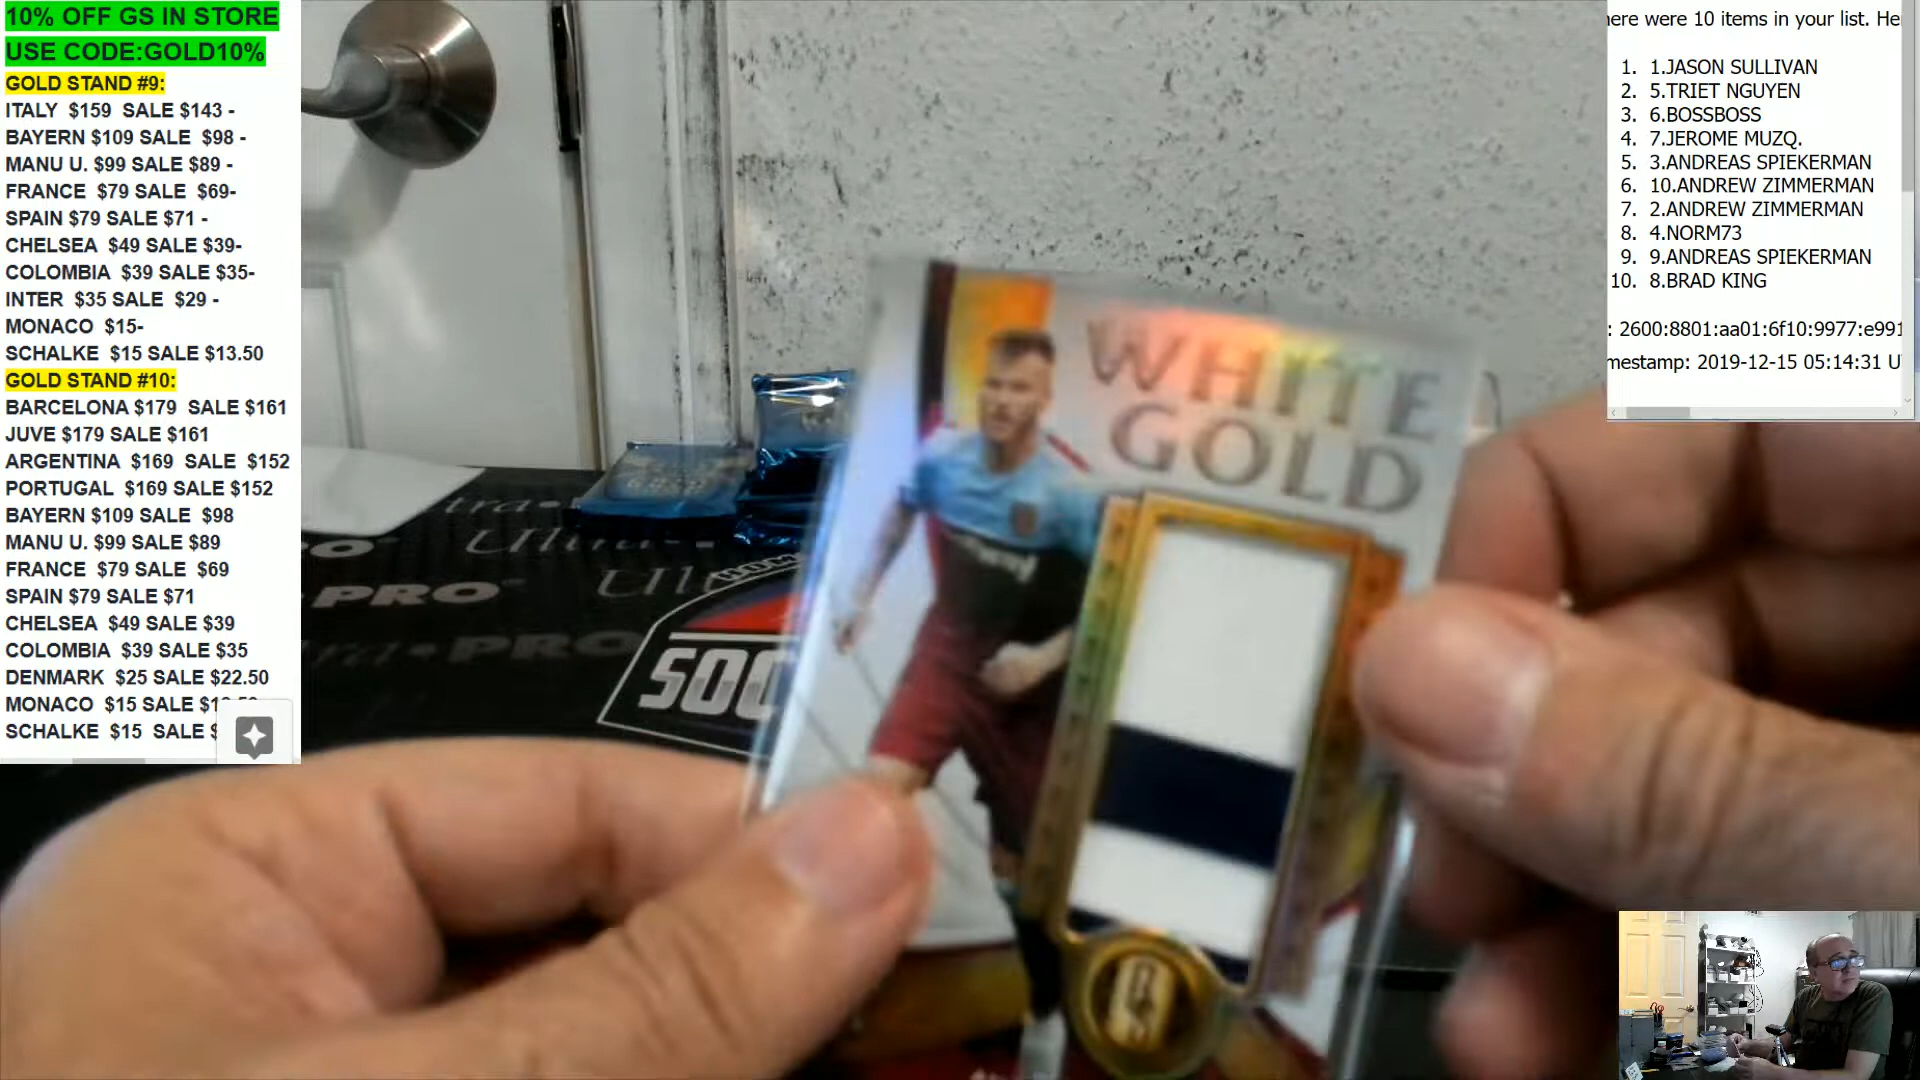 10% OFF GS IN STORE
USE CODE:GOLD10%
GOLD STAND #9:
ITALY $159 SALE $143 -
BAYERN $109 SALE $98 -
MANU U. $99 SALE $89 -
FRANCE $79 SALE $69-
SPAIN $79 SALE $71 -
CHELSEA $49 SALE $39-
COLOMBIA $39 SALE $35-
INTER $35 SALE $29 -
MONACO $15-
SCHALKE $15 SALE $13.50
GOLD STAND #10:
BARCELONA $179 SALE $161
JUVE $179 SALE $161
ARGENTINA $169 SALE $152
PORTUGAL $169 SALE $152
BAYERN $109 SALE $98
MANU U. $99 SALE $89
FRANCE $79 SALE $69
SPAIN $79 SALE $71
CHELSEA $49 SALE $39
COLOMBIA $39 SALE $35
DENMARK $25 SALE $22.50
MONACO $15 SALE
SCHALKE $15 SALE $
WHITE
GOLD
Ultra
PRO
SOC
ere were 10 items in your list. He
1. 1.JASON SULLIVAN
2. 5.TRIET NGUYEN
3. 6.BOSSBOSS
4. 7.JEROME MUZQ.
5. 3.ANDREAS SPIEKERMAN
6. 10.ANDREW ZIMMERMAN
7. 2.ANDREW ZIMMERMAN
8. 4.NORM73
9. 9.ANDREAS SPIEKERMAN
10. 8.BRAD KING
: 2600:8801:aa01:6f10:9977:e991
mestamp: 2019-12-15 05:14:31 U